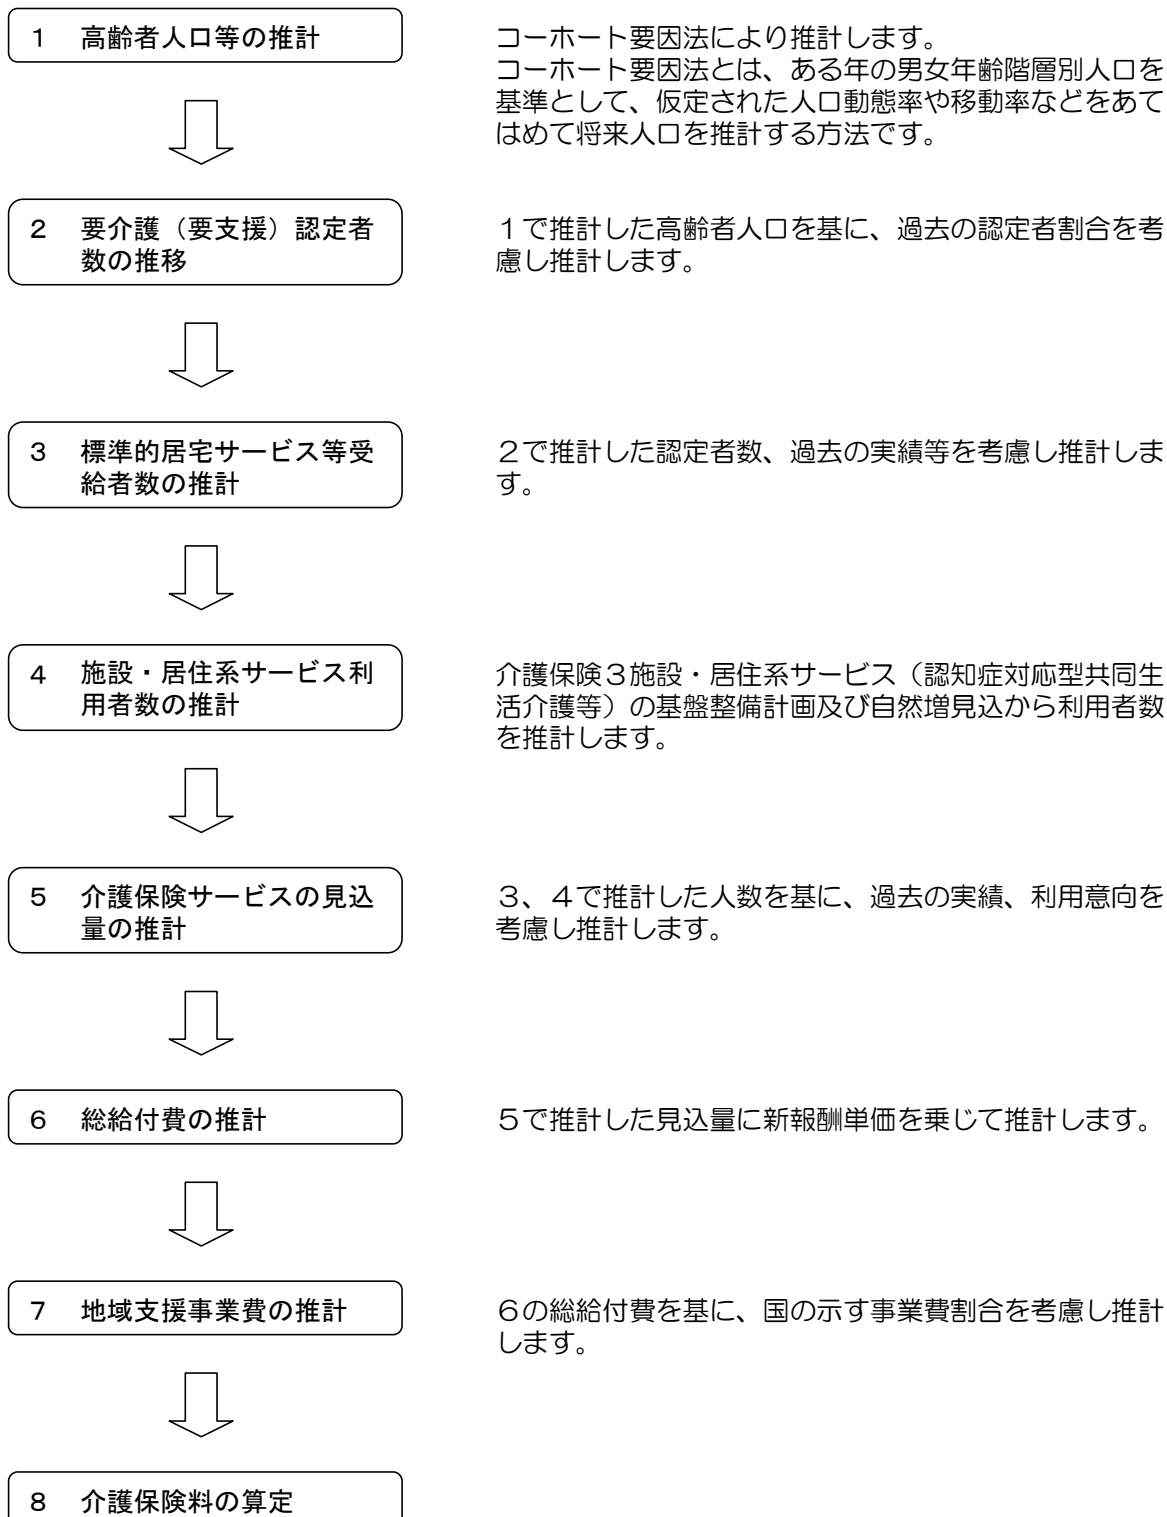 １　高齢者人口等の推計
コーホート要因法により推計します。
コーホート要因法とは、ある年の男女年齢階層別人口を
基準として、仮定された人口動態率や移動率などをあて
はめて将来人口を推計する方法です。
２　要介護（要支援）認定者
数の推移
１で推計した高齢者人口を基に、過去の認定者割合を考
慮し推計します。
３　標準的居宅サービス等受
給者数の推計
２で推計した認定者数、過去の実績等を考慮し推計しま
す。
４　施設・居住系サービス利
用者数の推計
介護保険３施設・居住系サービス（認知症対応型共同生
活介護等）の基盤整備計画及び自然増見込から利用者数
を推計します。
５　介護保険サービスの見込
量の推計
３、４で推計した人数を基に、過去の実績、利用意向を
考慮し推計します。
６　総給付費の推計
５で推計した見込量に新報酬単価を乗じて推計します。
７　地域支援事業費の推計
６の総給付費を基に、国の示す事業費割合を考慮し推計
します。
８　介護保険料の算定